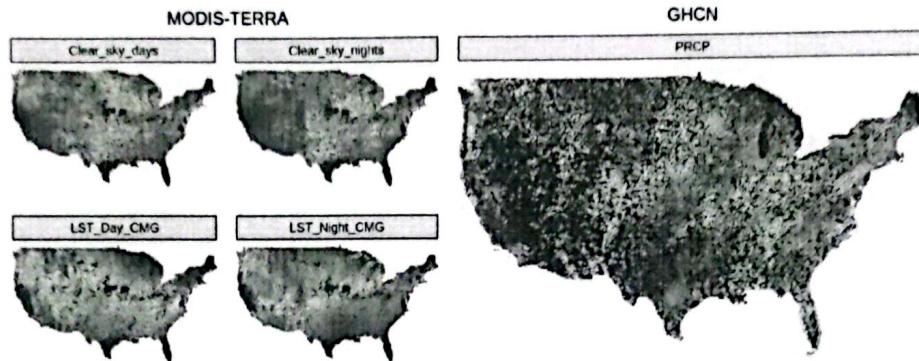 MODIS-TERRA
GHCN
Clear_sky_days
Clear_sky_nights
PRCP
LST_Day_CMG
LST_Night_CMG